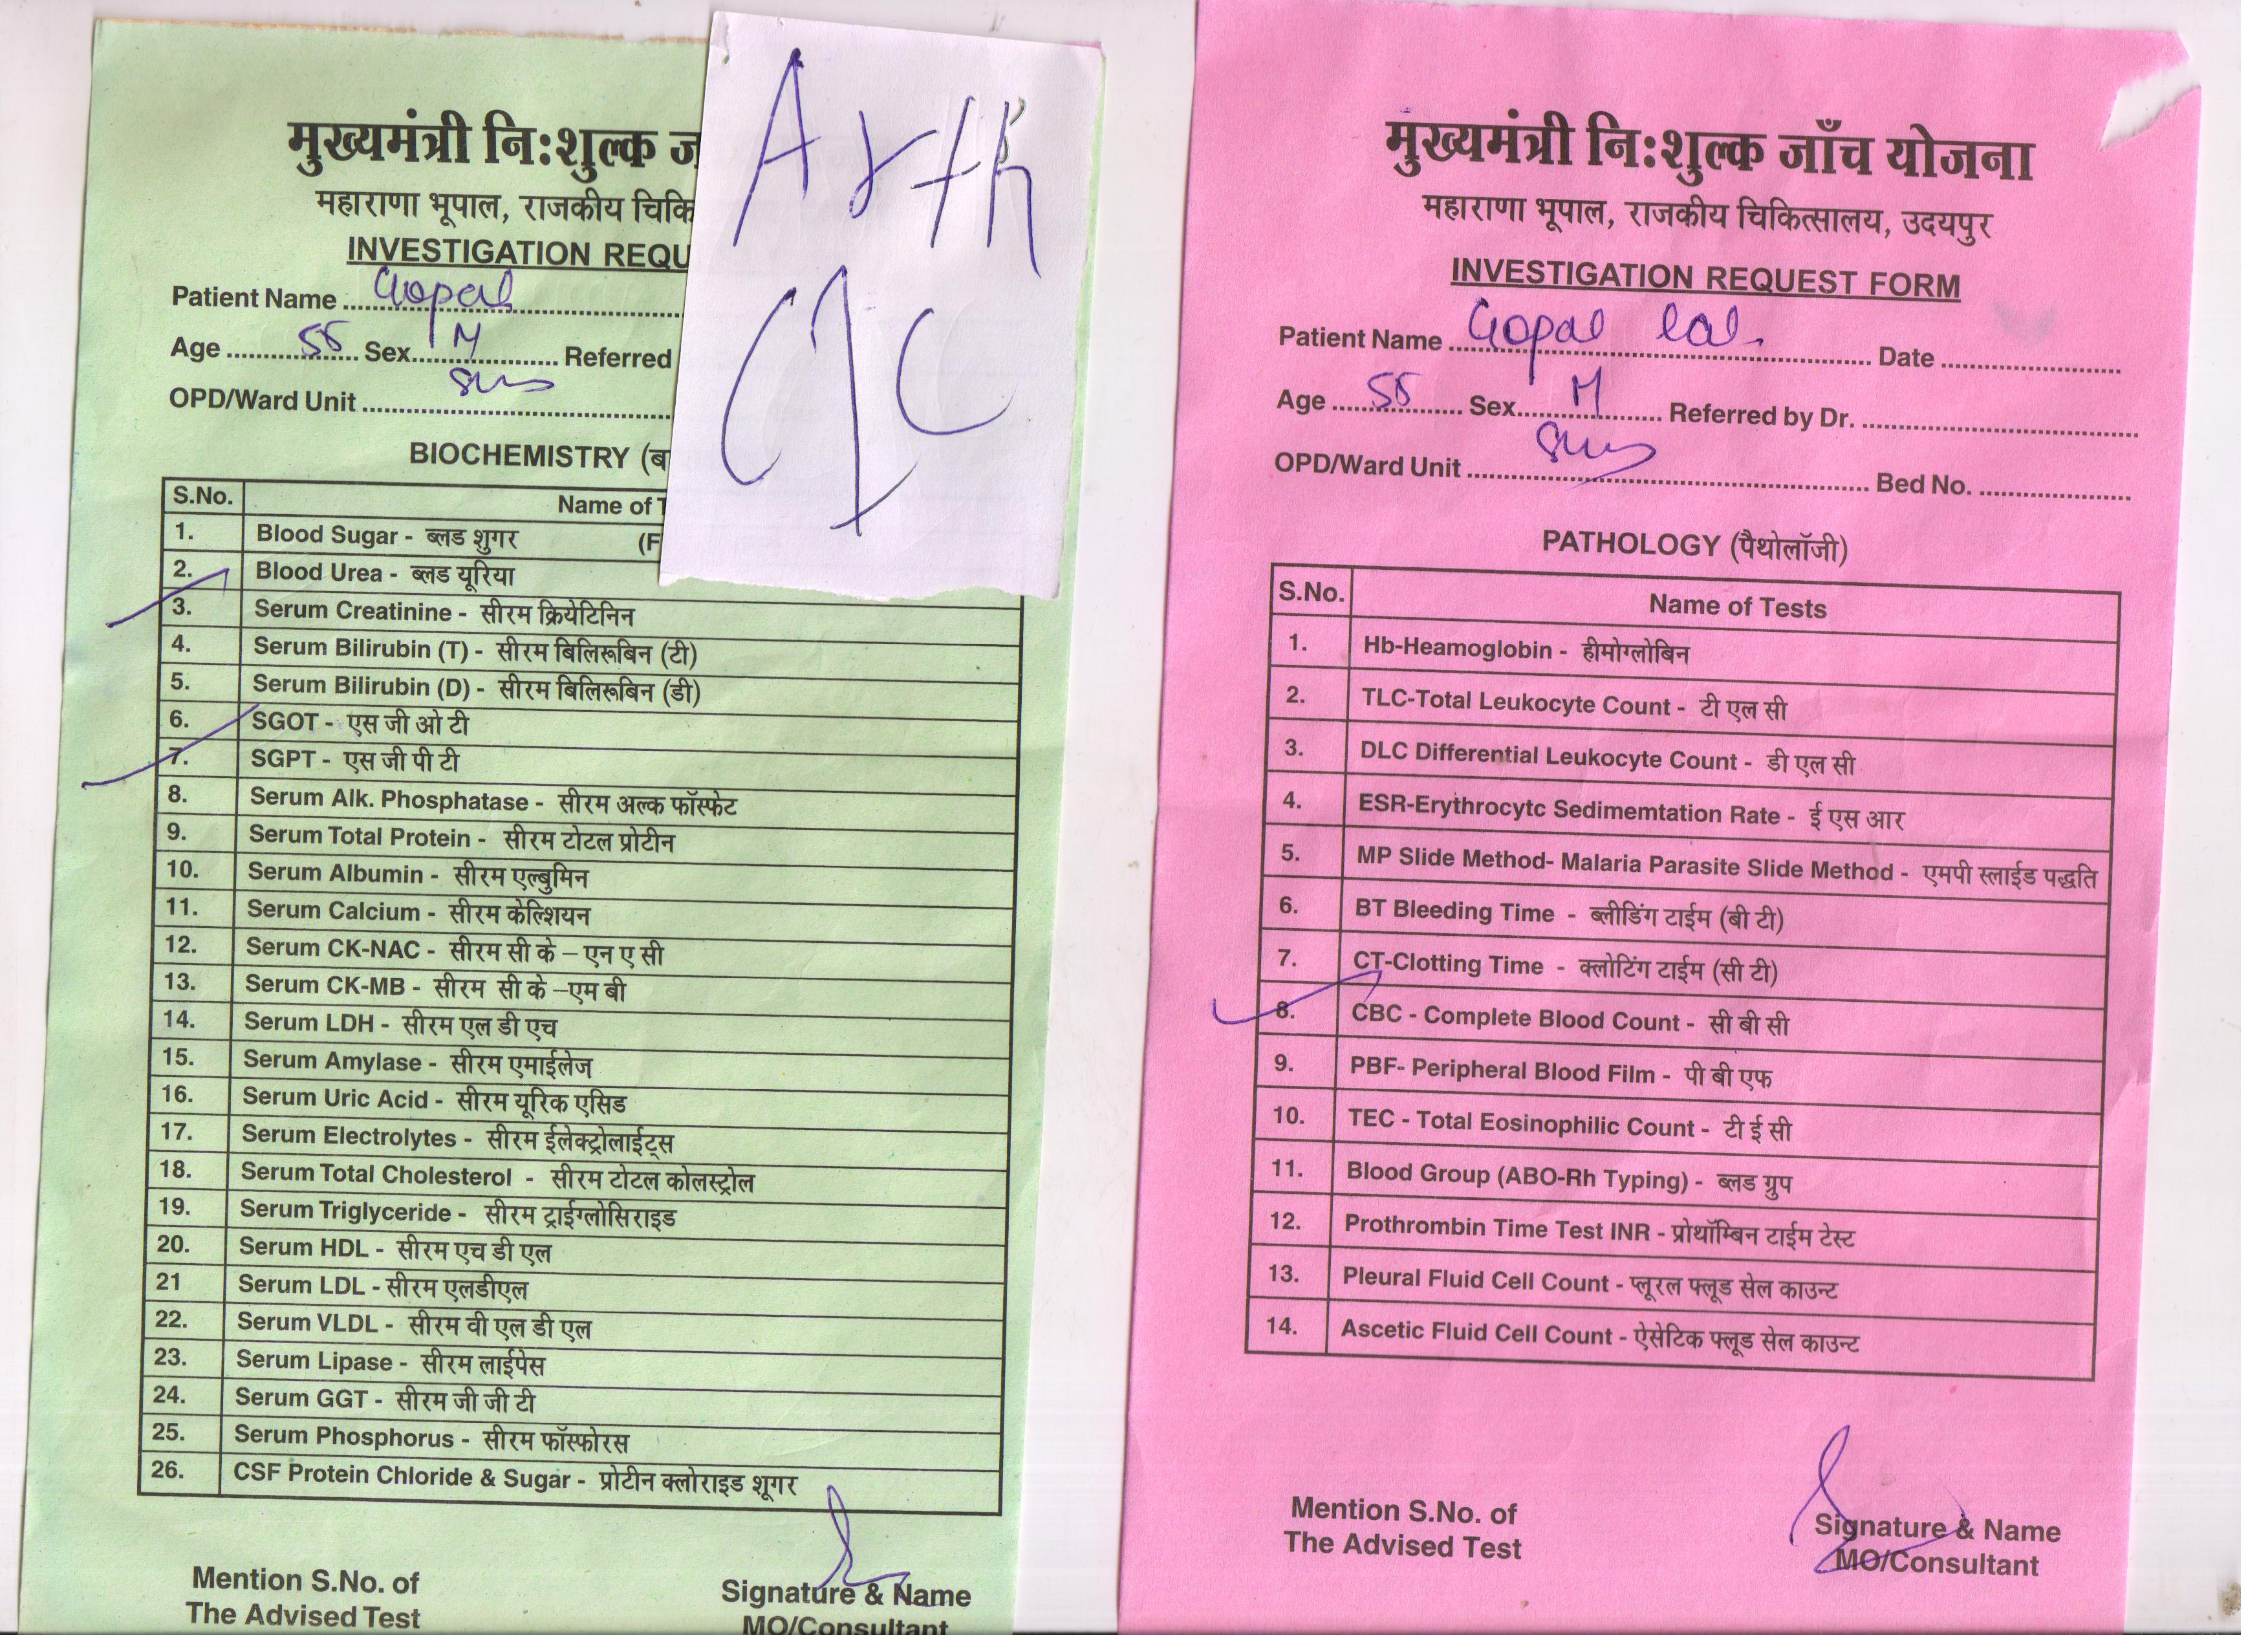 मुख्यमंत्री नि:शुल्क ज
महाराणा भूपाल, राजकीय चिकि
INVESTIGATION REQU
Patient Name Gopal
Age 55 Sex M Referred
OPD/Ward Unit
BIOCHEMISTRY (ब
S.No. Name of T
1. Blood Sugar - ब्लड शुगर (F
2. Blood Urea - ब्लड यूरिया
3. Serum Creatinine - सीरम क्रियेटिनिन
4. Serum Bilirubin (T) - सीरम बिलिरूबिन (टी)
5. Serum Bilirubin (D) - सीरम बिलिरूबिन (डी)
6. SGOT - एस जी ओ टी
7. SGPT - एस जी पी टी
8. Serum Alk. Phosphatase - सीरम अल्क फॉस्फेट
9. Serum Total Protein - सीरम टोटल प्रोटीन
10. Serum Albumin - सीरम एल्बुमिन
11. Serum Calcium - सीरम केल्शियन
12. Serum CK-NAC - सीरम सी के – एन ए सी
13. Serum CK-MB - सीरम सी के –एम बी
14. Serum LDH - सीरम एल डी एच
15. Serum Amylase - सीरम एमाईलेज्
16. Serum Uric Acid - सीरम यूरिक एसिड
17. Serum Electrolytes - सीरम ईलेक्ट्रोलाईट्स
18. Serum Total Cholesterol - सीरम टोटल कोलस्ट्रोल
19. Serum Triglyceride - सीरम ट्राईग्लोसिराइड
20. Serum HDL - सीरम एच डी एल
21 Serum LDL - सीरम एलडीएल
22. Serum VLDL - सीरम वी एल डी एल
23. Serum Lipase - सीरम लाईपेस
24. Serum GGT - सीरम जी जी टी
25. Serum Phosphorus - सीरम फॉस्फोरस
26. CSF Protein Chloride & Sugar - प्रोटीन क्लोराइड शूगर
Mention S.No. of
The Advised Test
Signature & Name
MO/Consultant
Arth
मुख्यमंत्री नि:शुल्क जाँच योजना
महाराणा भूपाल, राजकीय चिकित्सालय, उदयपुर
INVESTIGATION REQUEST FORM
Patient Name Gopal lal. Date
Age 55 Sex M Referred by Dr.
OPD/Ward Unit Bed No.
PATHOLOGY (पैथोलॉजी)
S.No. Name of Tests
1. Hb-Heamoglobin - हीमोग्लोबिन
2. TLC-Total Leukocyte Count - टी एल सी
3. DLC Differential Leukocyte Count - डी एल सी
4. ESR-Erythrocytc Sedimemtation Rate - ई एस आर
5. MP Slide Method- Malaria Parasite Slide Method - एमपी स्लाईड पद्धति
6. BT Bleeding Time - ब्लीडिंग टाईम (बी टी)
7. CT-Clotting Time - क्लोटिंग टाईम (सी टी)
8. CBC - Complete Blood Count - सी बी सी
9. PBF- Peripheral Blood Film - पी बी एफ
10. TEC - Total Eosinophilic Count - टी ई सी
11. Blood Group (ABO-Rh Typing) - ब्लड ग्रुप
12. Prothrombin Time Test INR - प्रोथॉम्बिन टाईम टेस्ट
13. Pleural Fluid Cell Count - प्लूरल फ्लूड सेल काउन्ट
14. Ascetic Fluid Cell Count - ऐसेटिक फ्लूड सेल काउन्ट
Mention S.No. of
The Advised Test
Signature & Name
MO/Consultant